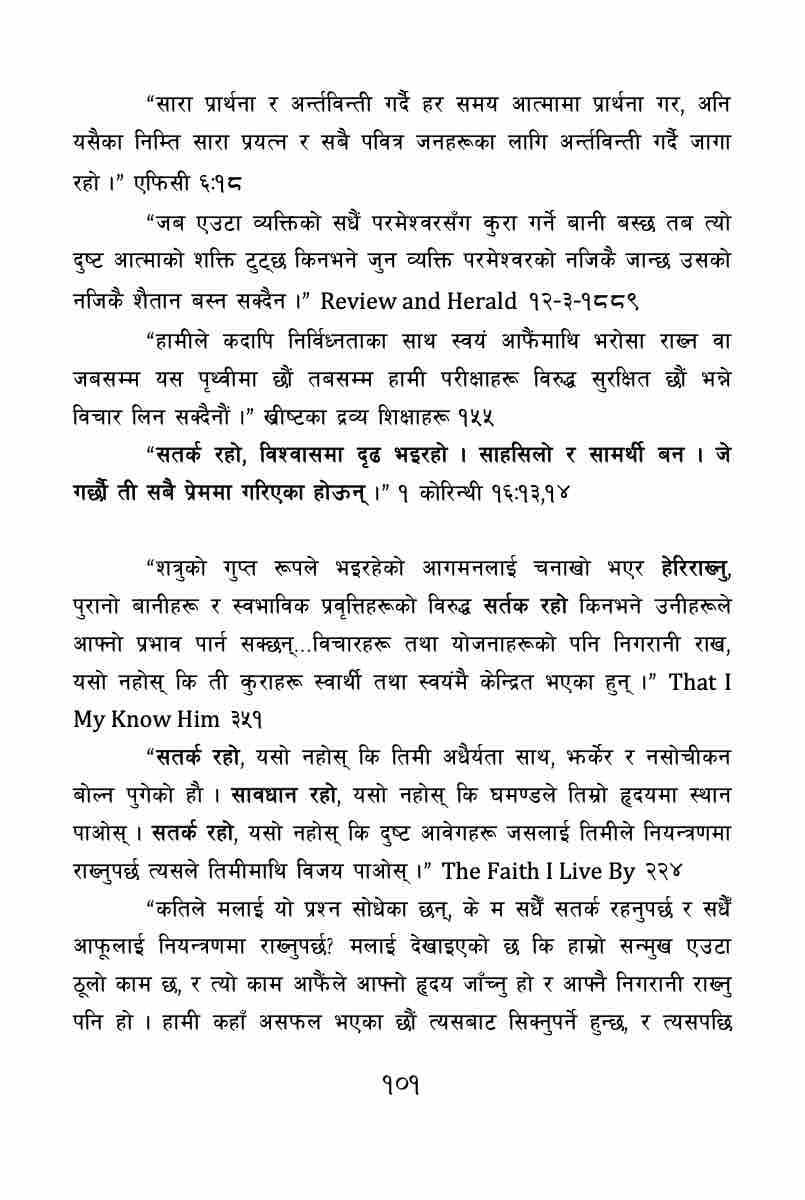 “सारा प्रार्थना र अर्न्तविन्ती गर्दै हर समय आत्मामा प्रार्थना गर, अनि
यसैका निम्ति सारा प्रयत्न र सबै पवित्र जनहरूका लागि अर्न्तविन्ती गर्दै जागा
रहो ।” एफिसी ६:१८
“जब एउटा व्यक्तिको सधैं परमेश्वरसँग कुरा गर्ने बानी बस्छ तब त्यो
दुष्ट आत्माको शक्ति टुट्छ किनभने जुन व्यक्ति परमेश्वरको नजिकै जान्छ उसको
नजिकै शैतान बस्न सक्दैन ।” Review and Herald १२-३-१८८९
“हामीले कदापि निर्विध्नताका साथ स्वयं आफैंमाथि भरोसा राख्न वा
जबसम्म यस पृथ्वीमा छौं तबसम्म हामी परीक्षाहरू विरुद्ध सुरक्षित छौं भन्ने
विचार लिन सक्दैनौं ।” ख्रीष्टका द्रव्य शिक्षाहरू १५५
“सतर्क रहो, विश्वासमा दृढ भइरहो । साहसिलो र सामर्थी बन । जे
गर्छौ ती सबै प्रेममा गरिएका होऊन् ।” १ कोरिन्थी १६:१३,१४
“शत्रुको गुप्त रूपले भइरहेको आगमनलाई चनाखो भएर हेरिराख्नु,
पुरानो बानीहरू र स्वभाविक प्रवृत्तिहरूको विरुद्ध सर्तक रहो किनभने उनीहरूले
आफ्नो प्रभाव पार्न सक्छन्...विचारहरू तथा योजनाहरूको पनि निगरानी राख,
यसो नहोस् कि ती कुराहरू स्वार्थी तथा स्वयंमै केन्द्रित भएका हुन् ।” That I
My Know Him ३५१
“सतर्क रहो, यसो नहोस् कि तिमी अधैर्यता साथ, झर्केर र नसोचीकन
बोल्न पुगेको हौ । सावधान रहो, यसो नहोस् कि घमण्डले तिम्रो हृदयमा स्थान
पाओस् । सतर्क रहो, यसो नहोस् कि दुष्ट आवेगहरू जसलाई तिमीले नियन्त्रणमा
राख्नुपर्छ त्यसले तिमीमाथि विजय पाओस् ।” The Faith I Live By २२४
“कतिले मलाई यो प्रश्न सोधेका छन्, के म सधैँ सतर्क रहनुपर्छ र सधैँ
आफूलाई नियन्त्रणमा राख्नुपर्छ? मलाई देखाइएको छ कि हाम्रो सन्मुख एउटा
ठूलो काम छ, र त्यो काम आफैंले आफ्नो हृदय जाँच्नु हो र आफ्नै निगरानी राख्नु
पनि हो । हामी कहाँ असफल भएका छौं त्यसबाट सिक्नुपर्ने हुन्छ, र त्यसपछि
१०१